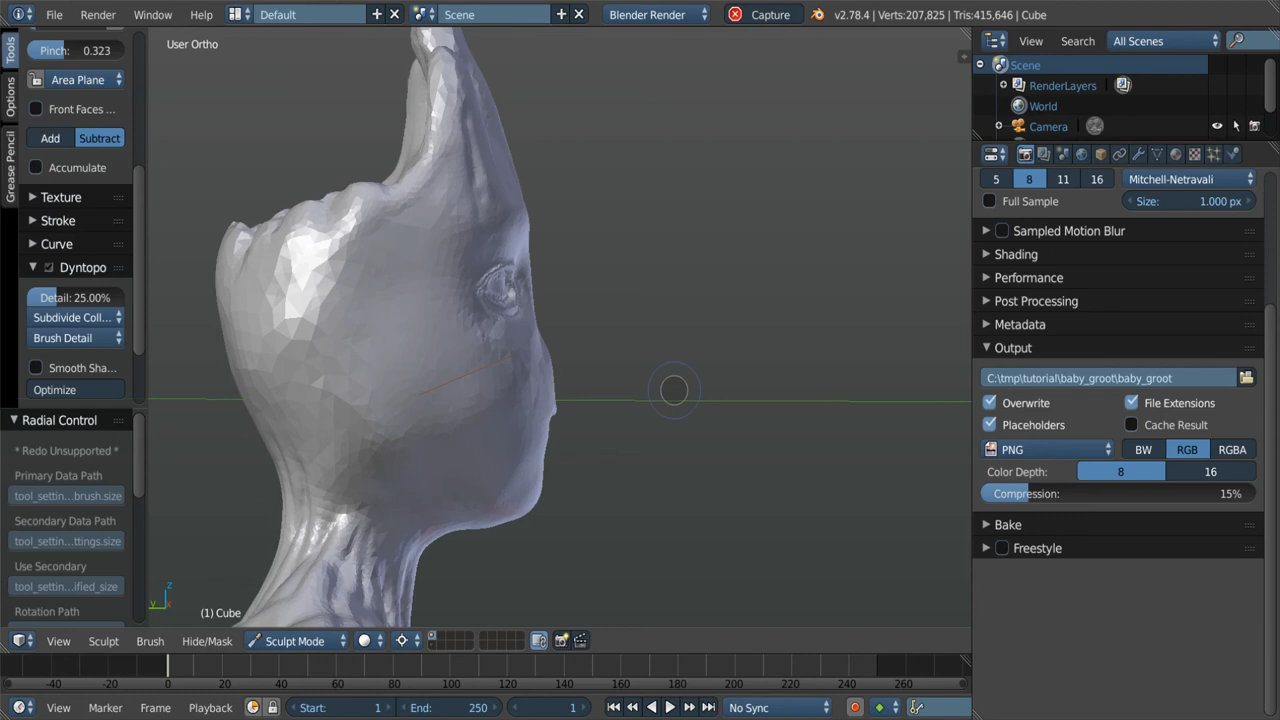 File Render Window Help Default Scene Blender Render Capture v2.78.4 | Verts:207,825 | Tris:415,646 | Cube
Tools
Options
Grease Pencil
Pinch: 0.323
Area Plane
Front Faces ...
Add Subtract
Accumulate
Texture
Stroke
Curve
Dyntopo
Detail: 25.00%
Subdivide Coll...
Brush Detail
Smooth Sha...
Optimize
Radial Control
* Redo Unsupported *
Primary Data Path
tool_settin...brush.size
Secondary Data Path
tool_settin...ttings.size
Use Secondary
tool_settin...ified_size
Rotation Path
User Ortho
z
y x
(1) Cube
View Sculpt Brush Hide/Mask Sculpt Mode
-40 -20 0 20 40 60 80 100 120 140 160 180 200 220 240 260
View Marker Frame Playback Start: 1 End: 250 1 No Sync
View Search All Scenes
Scene
RenderLayers
World
Camera
5 8 11 16 Mitchell-Netravali
Full Sample Size: 1.000 px
Sampled Motion Blur
Shading
Performance
Post Processing
Metadata
Output
C:\tmp\tutorial\baby_groot\baby_groot
Overwrite File Extensions
Placeholders Cache Result
PNG BW RGB RGBA
Color Depth: 8 16
Compression: 15%
Bake
Freestyle